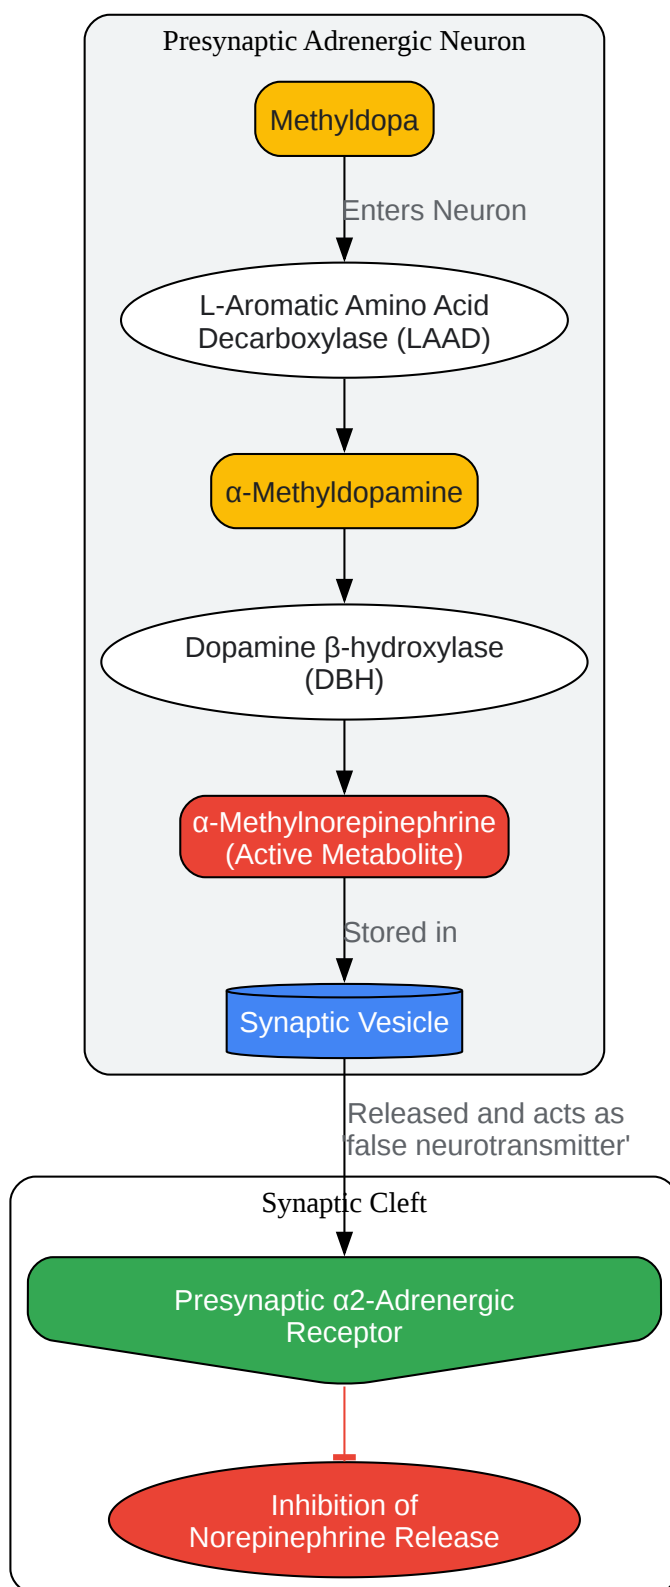 Presynaptic Adrenergic Neuron
Methyldopa
Enters Neuron
L-Aromatic Amino Acid
Decarboxylase (LAAD)
α-Methyldopamine
Dopamine β-hydroxylase
(DBH)
α-Methylnorepinephrine
(Active Metabolite)
Stored in
Synaptic Vesicle
Released and acts as
'false neurotransmitter'
Synaptic Cleft
Presynaptic α2-Adrenergic
Receptor
Inhibition of
Norepinephrine Release